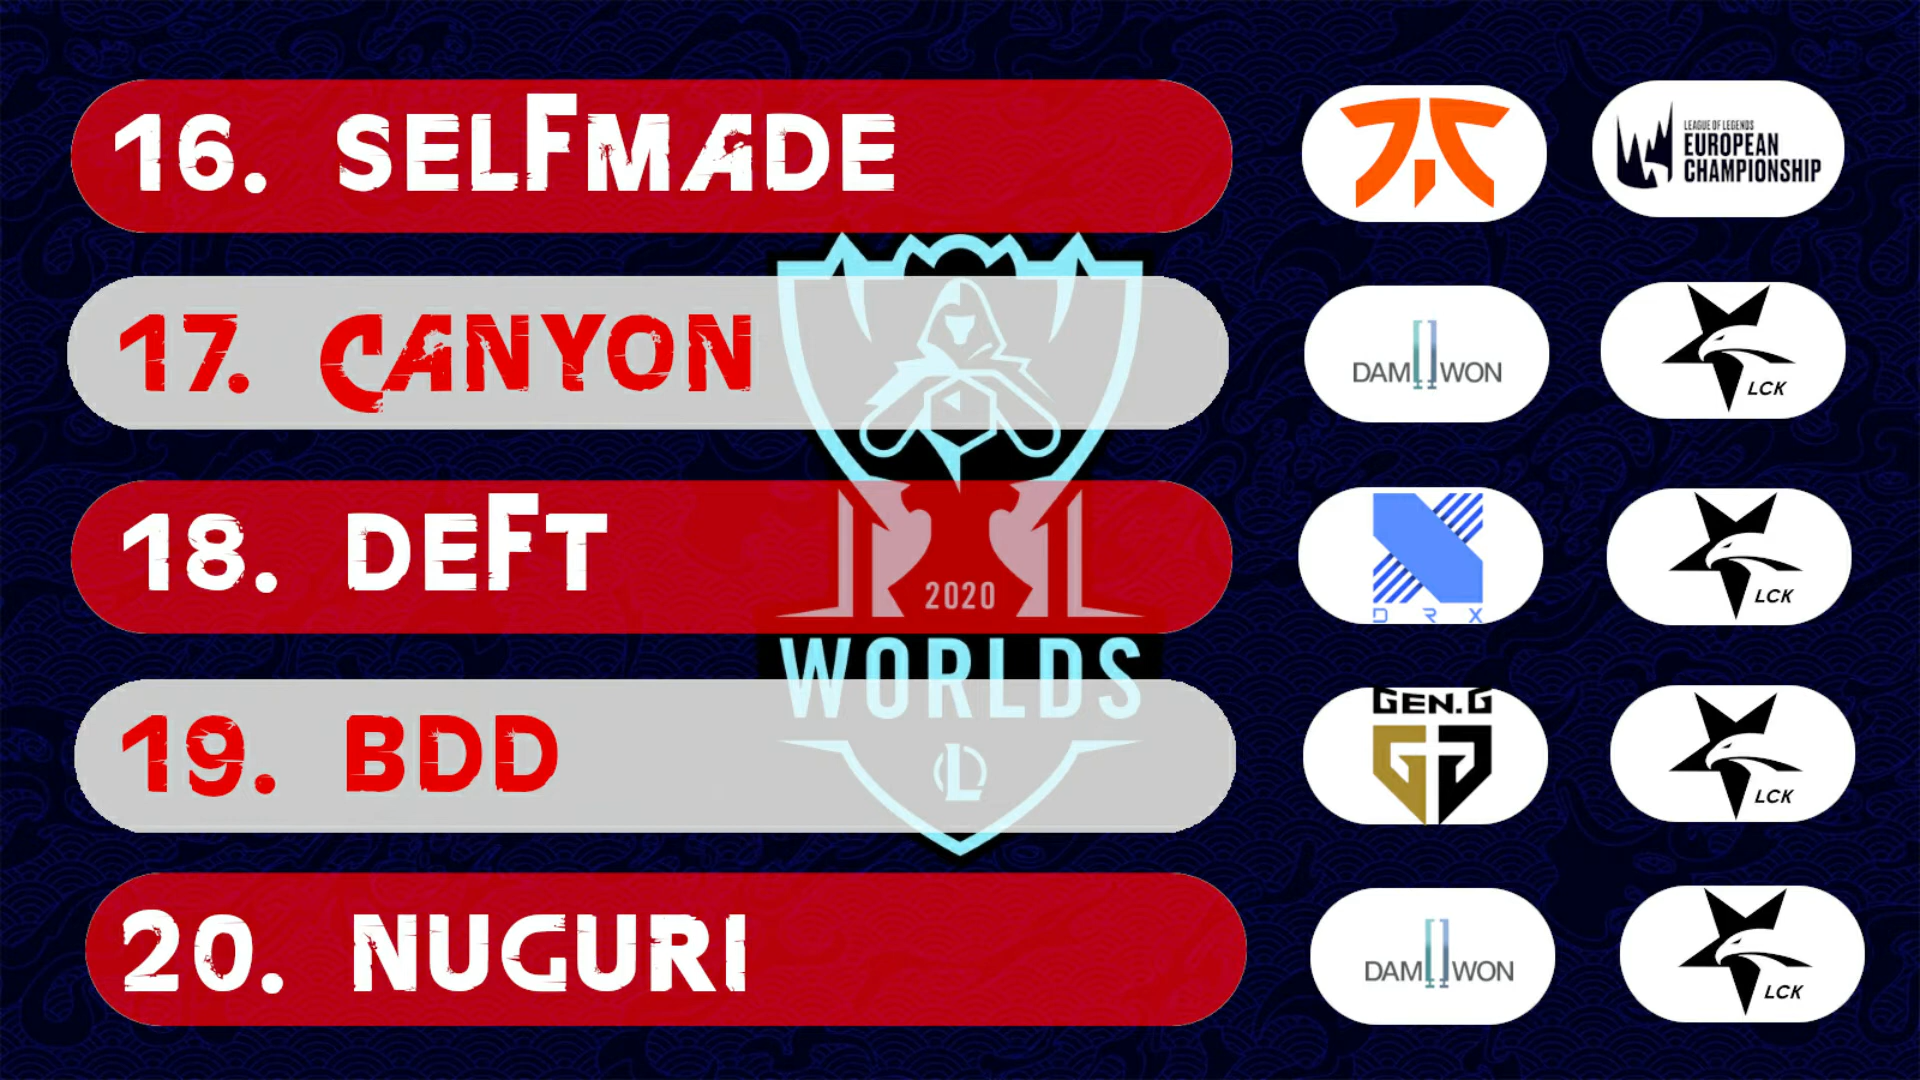 16. SELFMADE
LEAGUE OF LEGENDS
EUROPEAN
CHAMPIONSHIP
17. CANYON
DAMWON
LCK
18. DEFT
DRX
LCK
2020
WORLDS
19. BDD
GEN.G
LCK
20. NUGURI
DAMWON
LCK